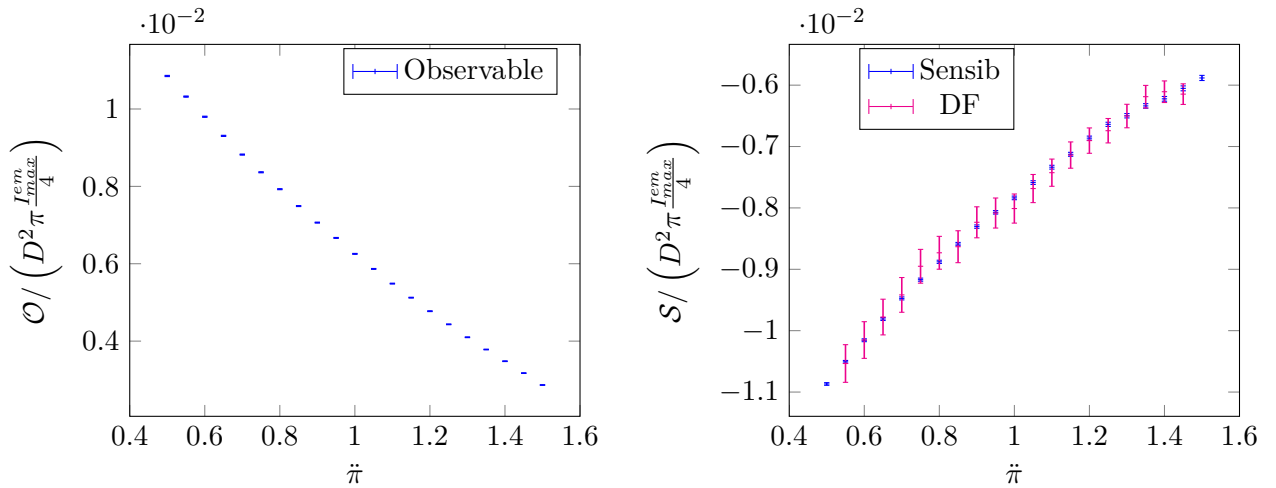 ·10⁻²
Observable
1
0.8
0.6
0.4
0.4 0.6 0.8 1 1.2 1.4 1.6
π̈
𝒪/(D²π I_max^em/4)
·10⁻²
Sensib
DF
−0.6
−0.7
−0.8
−0.9
−1
−1.1
0.4 0.6 0.8 1 1.2 1.4 1.6
π̈
𝒮/(D²π I_max^em/4)